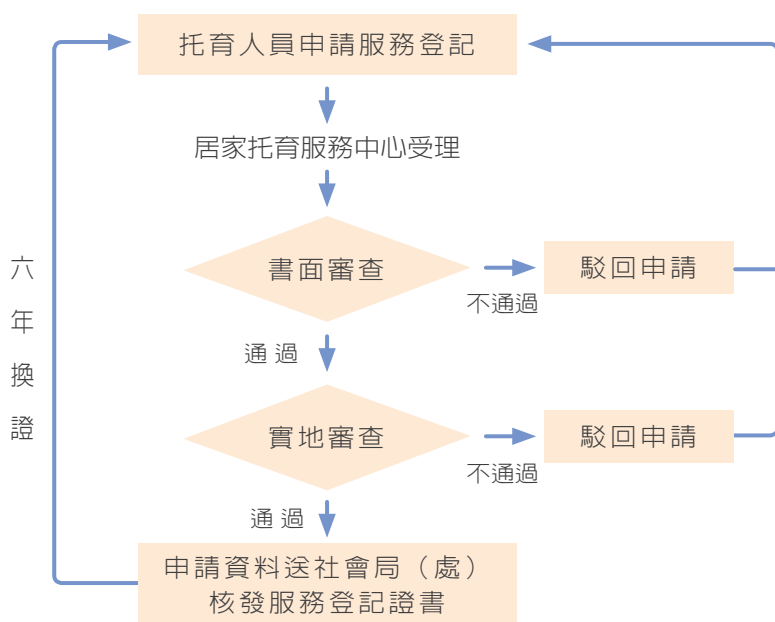 托育人員申請服務登記
居家托育服務中心受理
書面審查
不通過
駁回申請
通過
實地審查
不通過
駁回申請
通過
申請資料送社會局（處）
核發服務登記證書
六年換證